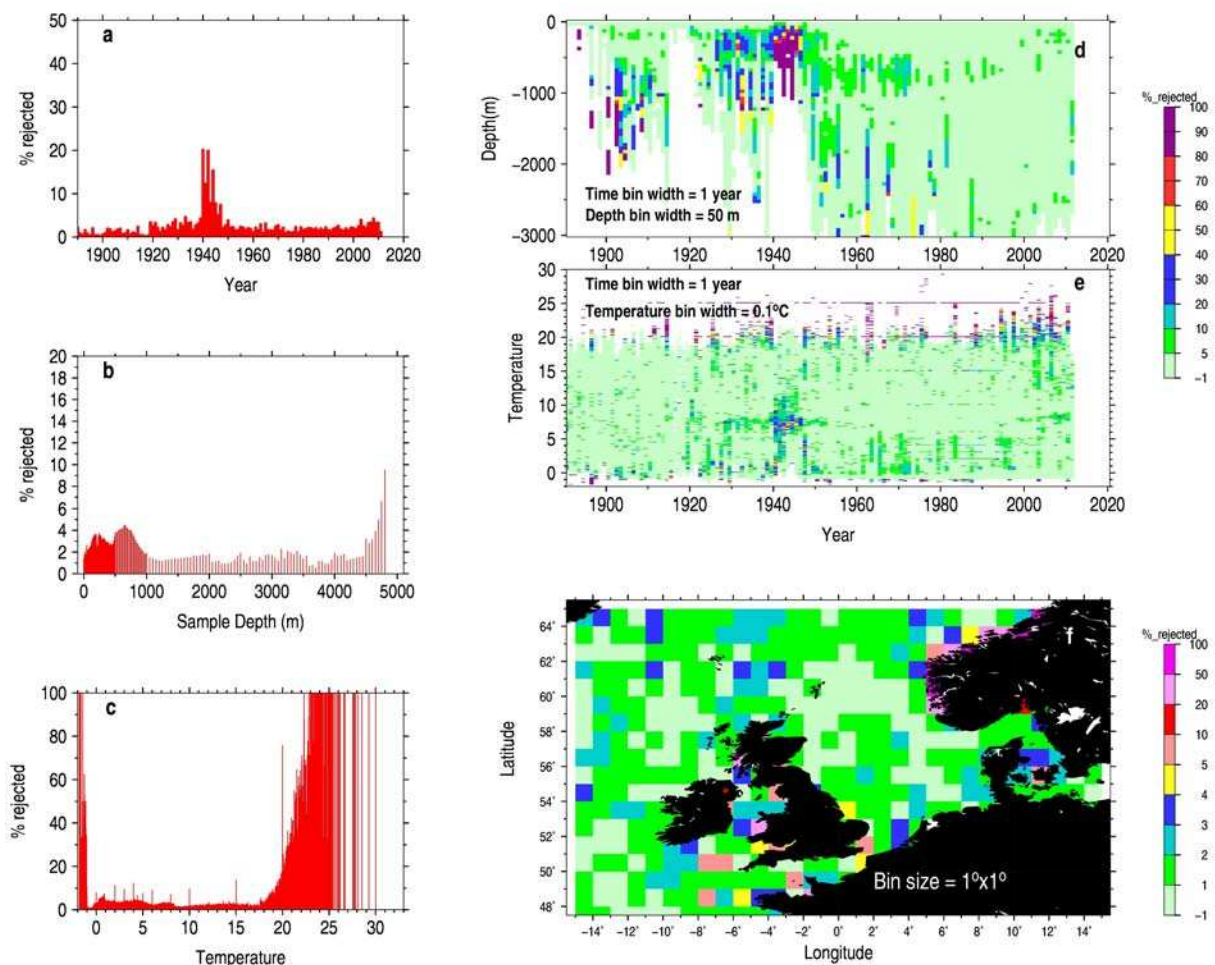 a
50
40
30
20
10
0
% rejected
1900 1920 1940 1960 1980 2000 2020
Year
b
20
18
16
14
12
10
8
6
4
2
0
% rejected
0 1000 2000 3000 4000 5000
Sample Depth (m)
c
100
80
60
40
20
0
% rejected
0 5 10 15 20 25 30
Temperature
d
0
−1000
−2000
−3000
Depth(m)
Time bin width = 1 year
Depth bin width = 50 m
1900 1920 1940 1960 1980 2000 2020
e
30
25
20
15
10
5
0
Temperature
Time bin width = 1 year
Temperature bin width = 0.1°C
1900 1920 1940 1960 1980 2000 2020
Year
%_rejected
100
90
80
70
60
50
40
30
20
10
5
−1
f
64˚
62˚
60˚
58˚
56˚
54˚
52˚
50˚
48˚
Latitude
Bin size = 1°x1°
−14˚ −12˚ −10˚ −8˚ −6˚ −4˚ −2˚ 0˚ 2˚ 4˚ 6˚ 8˚ 10˚ 12˚ 14˚
Longitude
%_rejected
100
50
20
10
5
4
3
2
1
−1